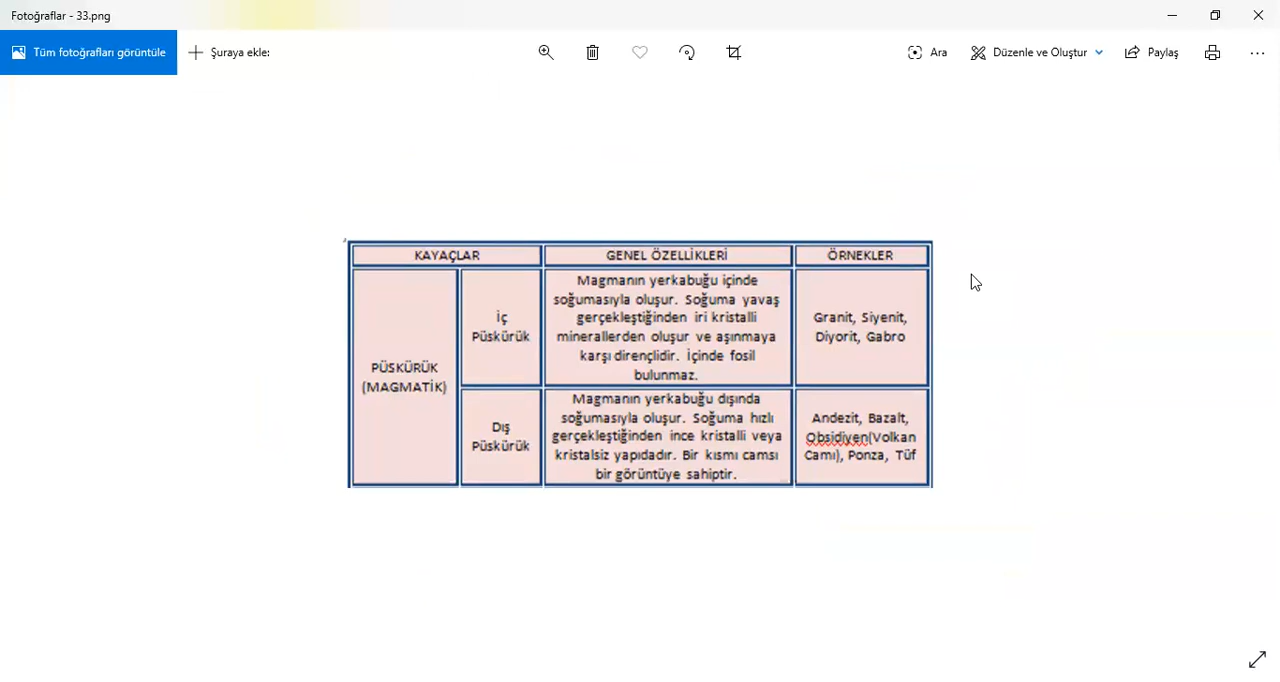 Fotoğraflar - 33.png
Tüm fotoğrafları görüntüle
Şuraya ekle:
Ara
Düzenle ve Oluştur
Paylaş
KAYAÇLAR
GENEL ÖZELLİKLERİ
ÖRNEKLER
PÜSKÜRÜK
(MAGMATİK)
İç
Püskürük
Magmanın yerkabuğu içinde
soğumasıyla oluşur. Soğuma yavaş
gerçekleştiğinden iri kristalli
minerallerden oluşur ve aşınmaya
karşı dirençlidir. İçinde fosil
bulunmaz.
Granit, Siyenit,
Diyorit, Gabro
Dış
Püskürük
Magmanın yerkabuğu dışında
soğumasıyla oluşur. Soğuma hızlı
gerçekleştiğinden ince kristalli veya
kristalsiz yapıdadır. Bir kısmı camsı
bir görüntüye sahiptir.
Andezit, Bazalt,
Obsidiyen(Volkan
Camı), Ponza, Tüf